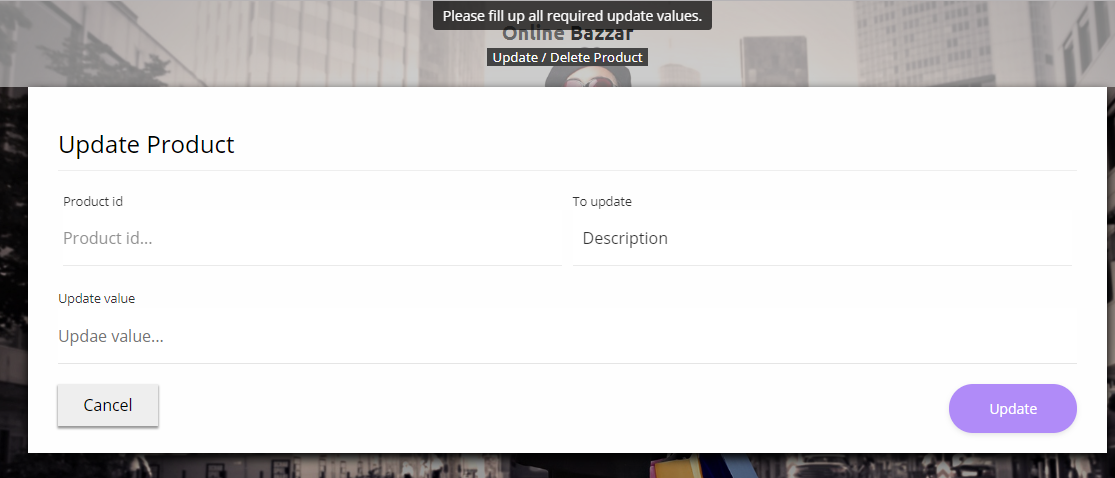 Please fill up all required update values.
Online Bazzar
Update / Delete Product
Update Product
Product id
To update
Product id...
Description
Update value
Updae value...
Cancel
Update